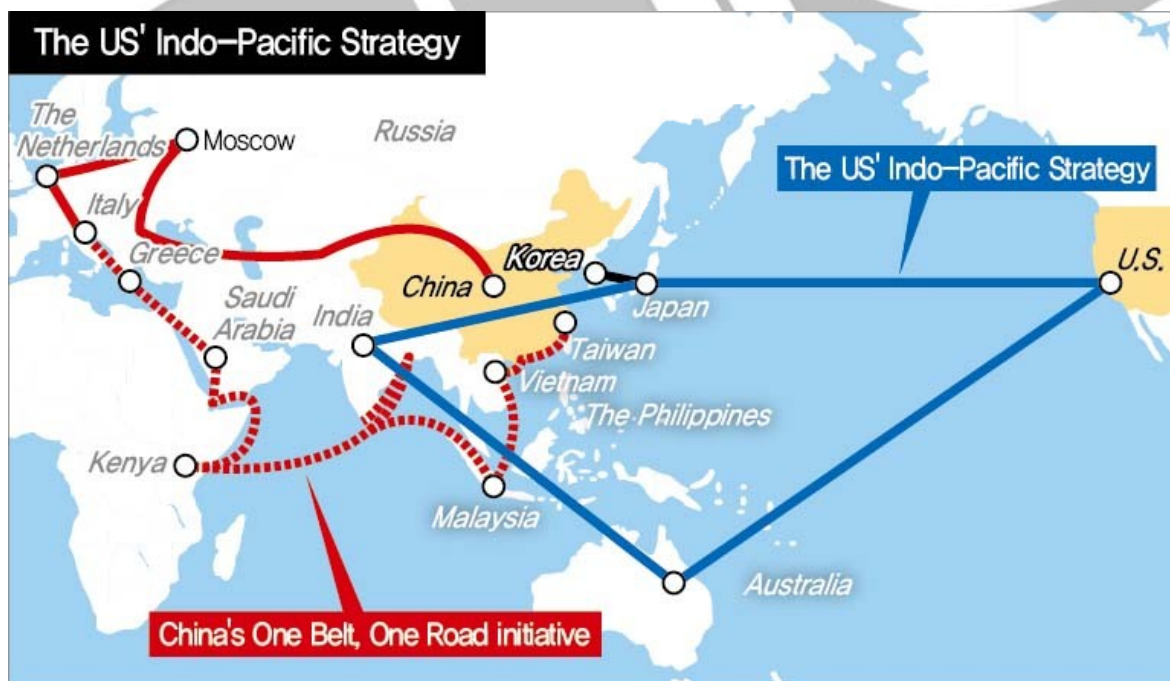 The US' Indo-Pacific Strategy
The
Netherlands
Moscow
Russia
The US' Indo-Pacific Strategy
Italy
Greece
Korea
U.S.
China
Japan
Saudi
Arabia
India
Taiwan
Vietnam
The Philippines
Kenya
Malaysia
Australia
China's One Belt, One Road initiative